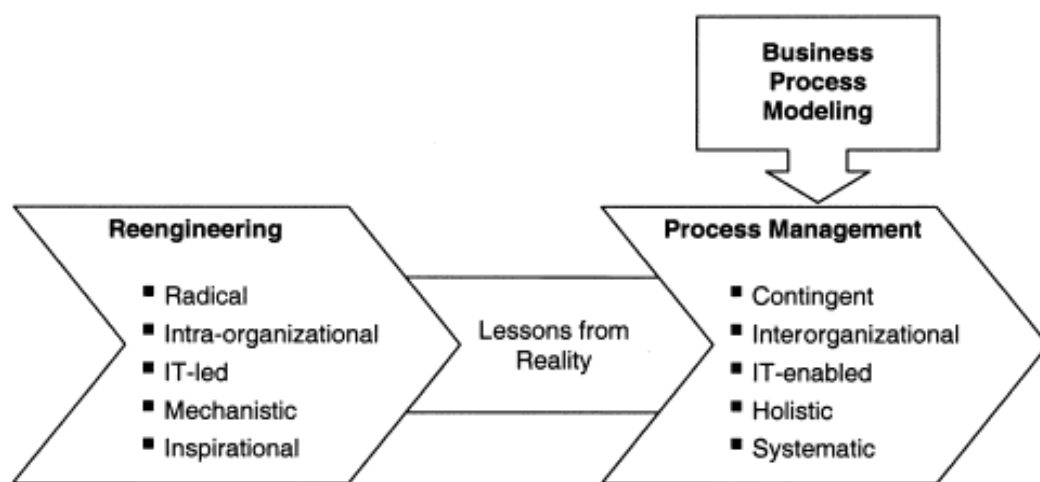 Business
Process
Modeling
Reengineering
▪ Radical
▪ Intra-organizational
▪ IT-led
▪ Mechanistic
▪ Inspirational
Lessons from
Reality
Process Management
▪ Contingent
▪ Interorganizational
▪ IT-enabled
▪ Holistic
▪ Systematic